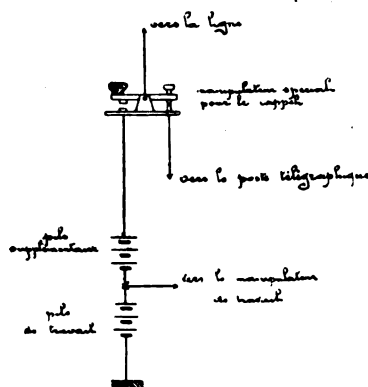 vers la ligne
manipulateur spécial
pour le rappel
vers le poste télégraphique
pile
supplémentaire
vers le manipulateur
de travail
pile
de travail